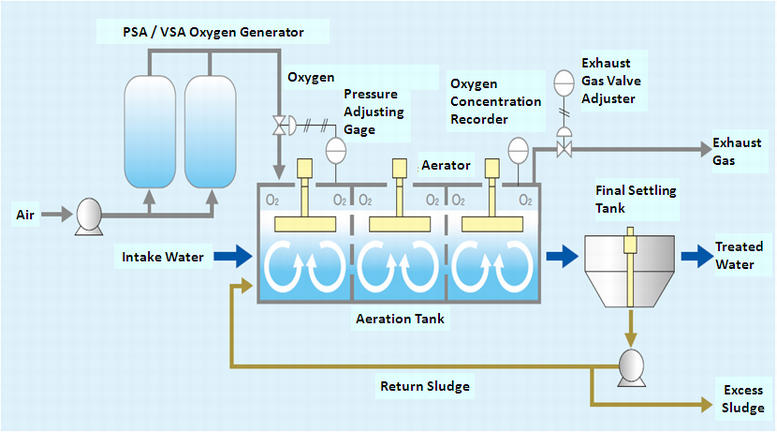 PSA / VSA Oxygen Generator
Oxygen
Pressure
Adjusting
Gage
Oxygen
Concentration
Recorder
Exhaust
Gas Valve
Adjuster
Exhaust
Gas
Aerator
O2
O2
O2
O2
O2
O2
Final Settling
Tank
Air
Intake Water
Treated
Water
Aeration Tank
Return Sludge
Excess
Sludge